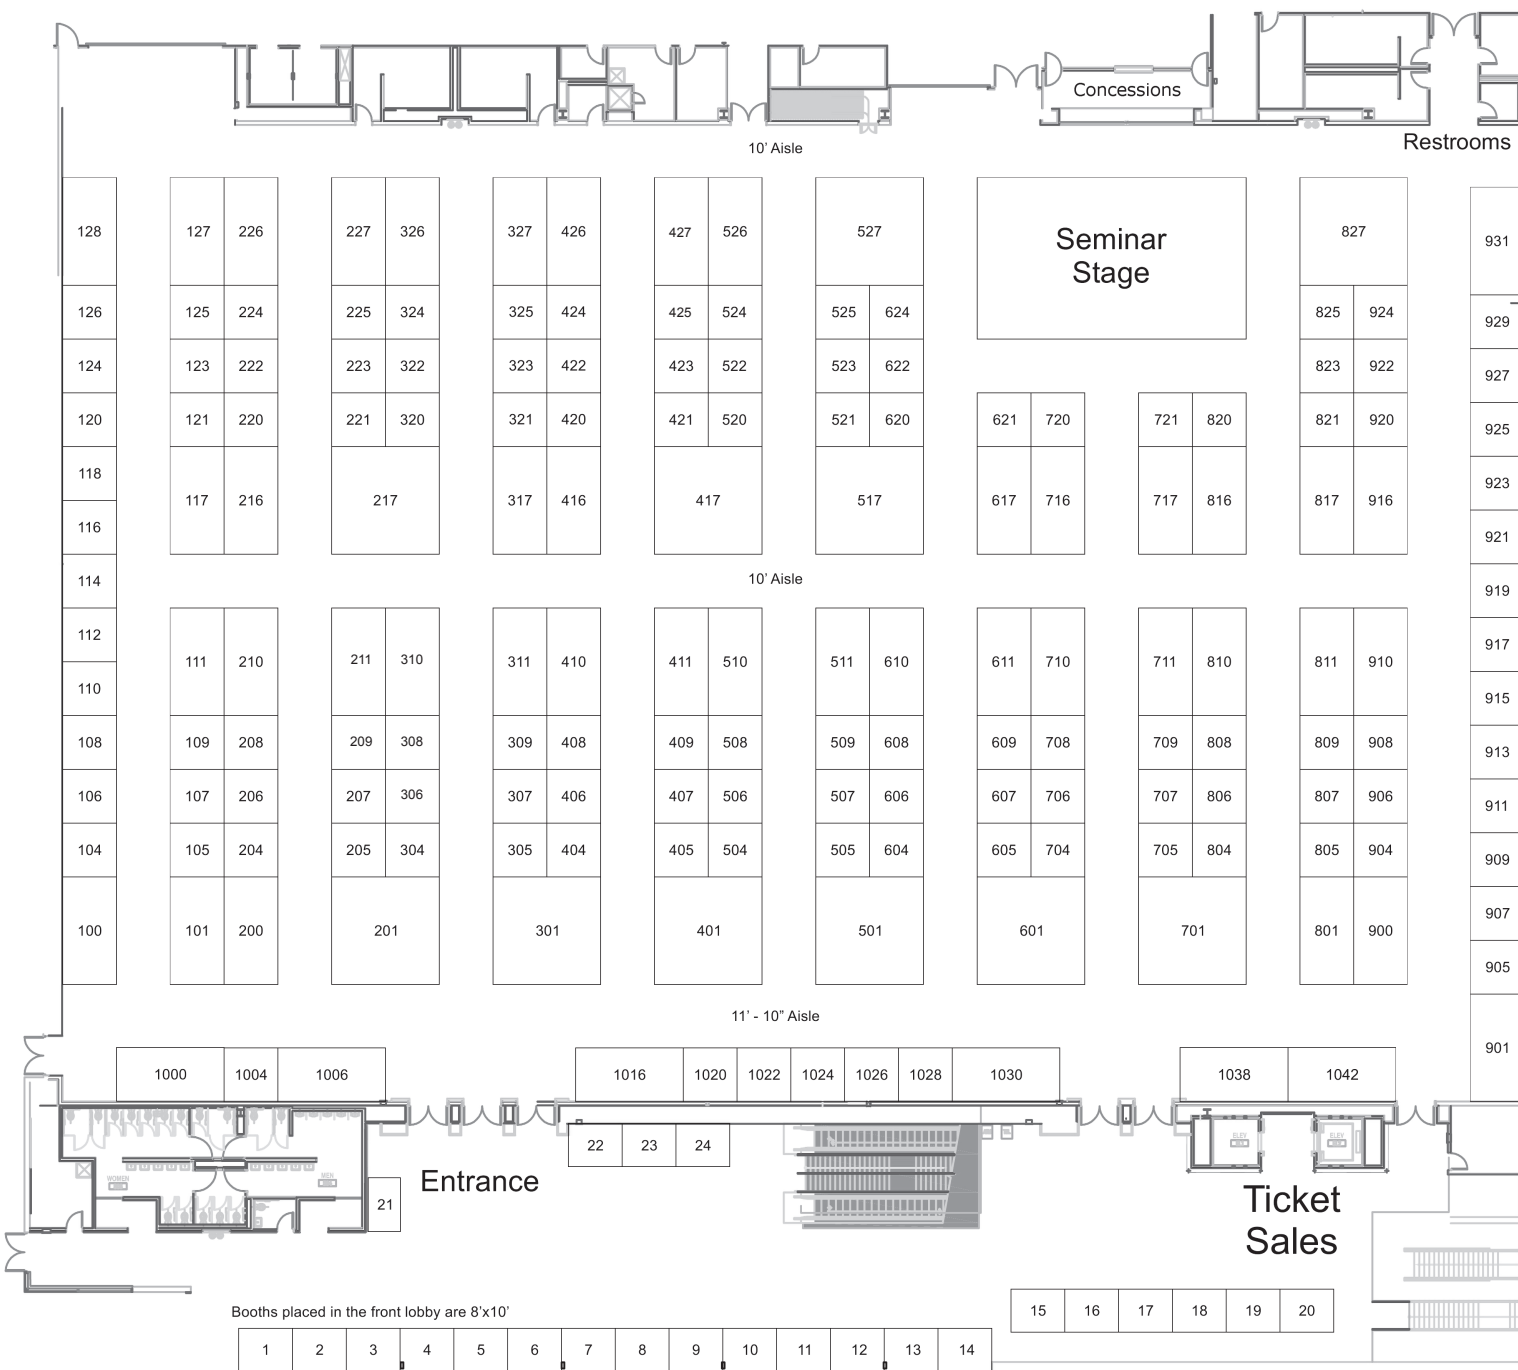 Concessions
Restrooms
10’ Aisle
128 127 226 227 326 327 426 427 526 527 Seminar Stage 827 931
126 125 224 225 324 325 424 425 524 525 624 825 924 929
124 123 222 223 322 323 422 423 522 523 622 823 922 927
120 121 220 221 320 321 420 421 520 521 620 621 720 721 820 821 920 925
118 923
117 216 217 317 416 417 517 617 716 717 816 817 916
116 921
10’ Aisle
114 919
112 917
111 210 211 310 311 410 411 510 511 610 611 710 711 810 811 910
110 915
108 109 208 209 308 309 408 409 508 509 608 609 708 709 808 809 908 913
106 107 206 207 306 307 406 407 506 507 606 607 706 707 806 807 906 911
104 105 204 205 304 305 404 405 504 505 604 605 704 705 804 805 904 909
907
100 101 200 201 301 401 501 601 701 801 900
905
11’ - 10” Aisle
901
1000 1004 1006 1016 1020 1022 1024 1026 1028 1030 1038 1042
22 23 24
ELEV ELEV
WOMEN MEN
Entrance
21
Ticket
Sales
Booths placed in the front lobby are 8’x10’
15 16 17 18 19 20
1 2 3 4 5 6 7 8 9 10 11 12 13 14